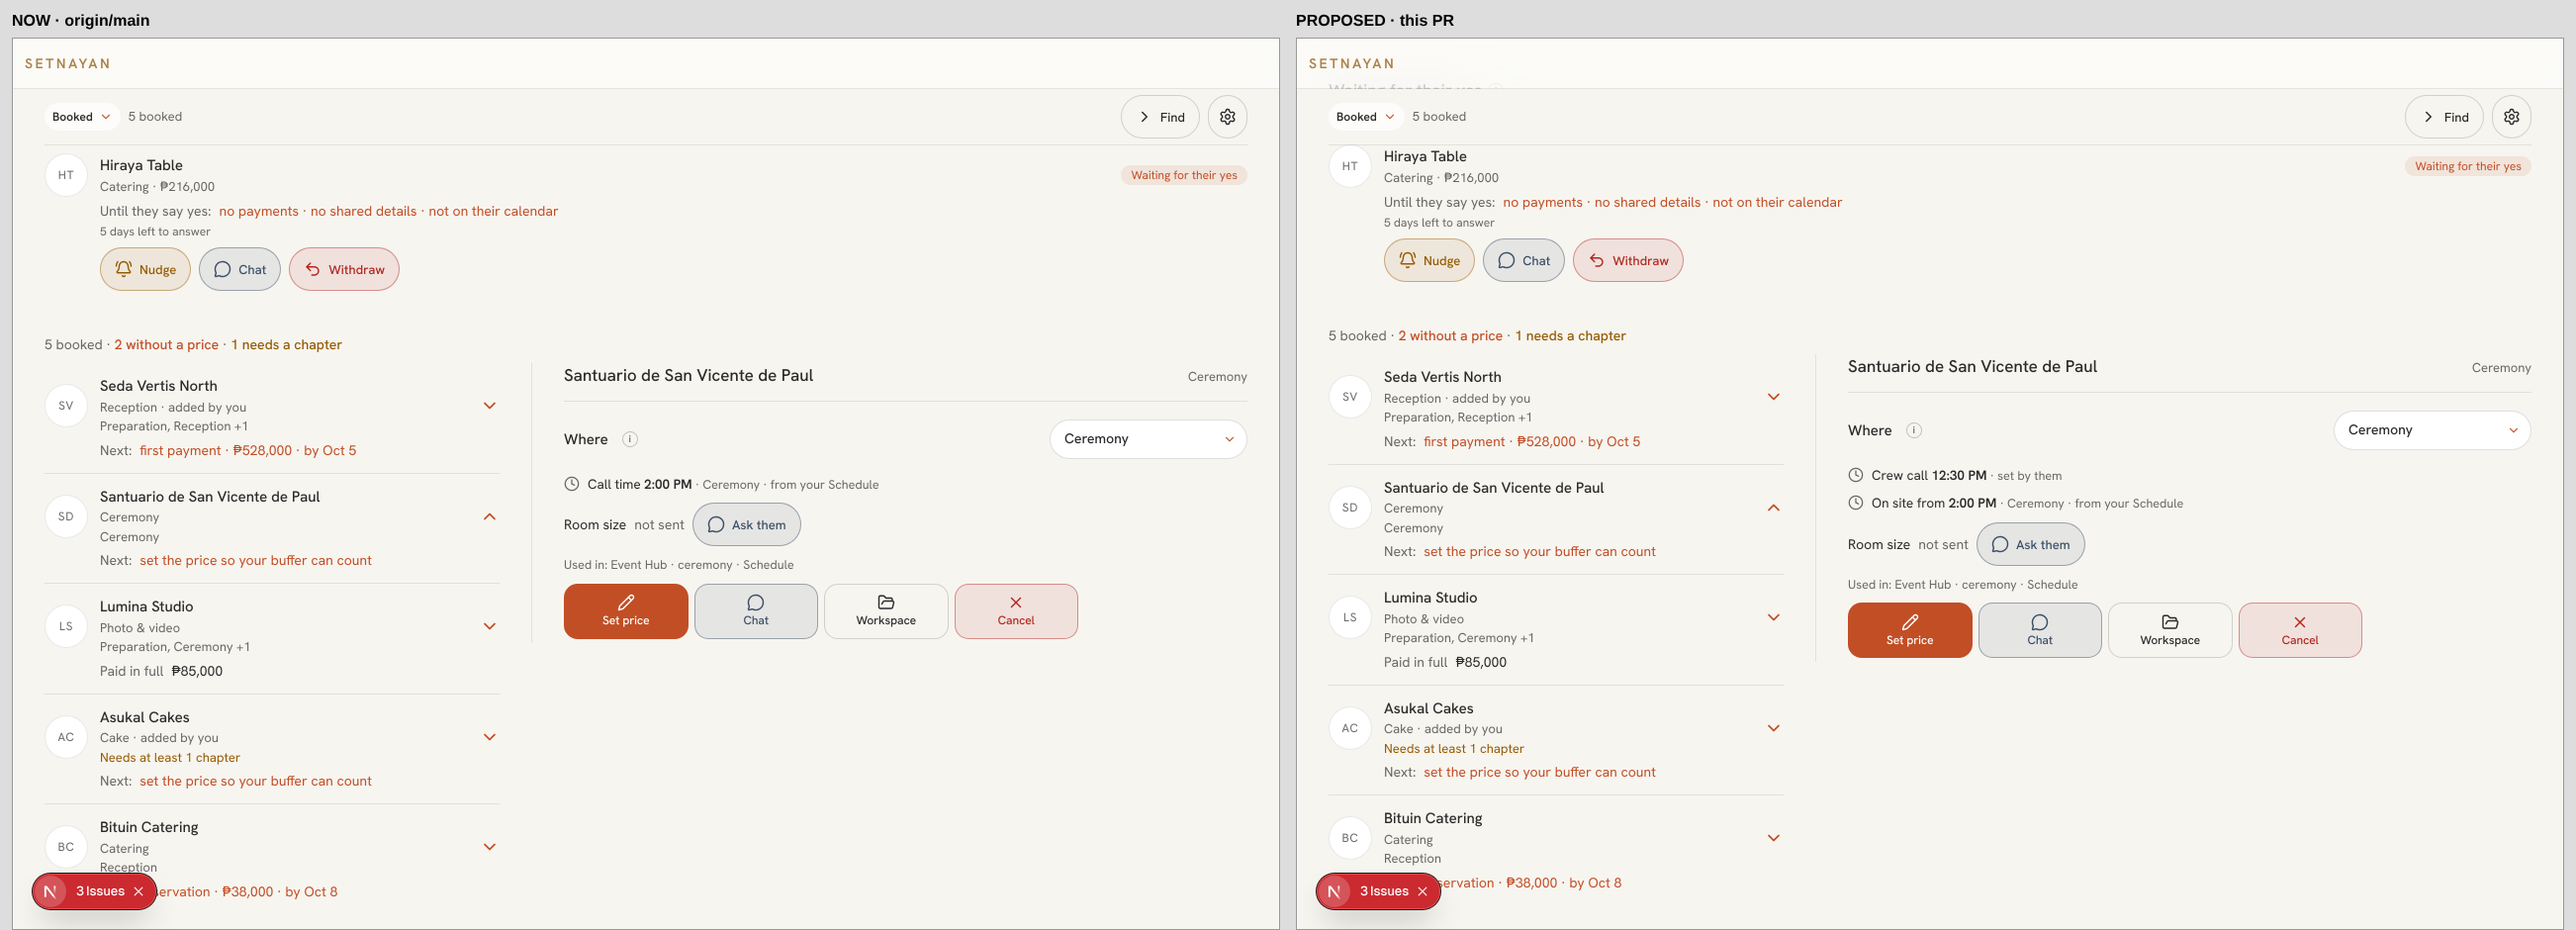 NOW · origin/main
SETNAYAN
Booked 5 booked
Find
HT
Hiraya Table
Catering · ₱216,000
Waiting for their yes
Until they say yes: no payments · no shared details · not on their calendar
5 days left to answer
Nudge Chat Withdraw
5 booked · 2 without a price · 1 needs a chapter
SV
Seda Vertis North
Reception · added by you
Preparation, Reception +1
Next: first payment · ₱528,000 · by Oct 5
SD
Santuario de San Vicente de Paul
Ceremony
Ceremony
Next: set the price so your buffer can count
LS
Lumina Studio
Photo & video
Preparation, Ceremony +1
Paid in full ₱85,000
AC
Asukal Cakes
Cake · added by you
Needs at least 1 chapter
Next: set the price so your buffer can count
BC
Bituin Catering
Catering
Reception
servation · ₱38,000 · by Oct 8
N 3 Issues
Santuario de San Vicente de Paul Ceremony
Where i Ceremony
Call time 2:00 PM · Ceremony · from your Schedule
Room size not sent Ask them
Used in: Event Hub · ceremony · Schedule
Set price Chat Workspace Cancel
PROPOSED · this PR
SETNAYAN
Waiting for their yes
Booked 5 booked
Find
HT
Hiraya Table
Catering · ₱216,000
Waiting for their yes
Until they say yes: no payments · no shared details · not on their calendar
5 days left to answer
Nudge Chat Withdraw
5 booked · 2 without a price · 1 needs a chapter
SV
Seda Vertis North
Reception · added by you
Preparation, Reception +1
Next: first payment · ₱528,000 · by Oct 5
SD
Santuario de San Vicente de Paul
Ceremony
Ceremony
Next: set the price so your buffer can count
LS
Lumina Studio
Photo & video
Preparation, Ceremony +1
Paid in full ₱85,000
AC
Asukal Cakes
Cake · added by you
Needs at least 1 chapter
Next: set the price so your buffer can count
BC
Bituin Catering
Catering
Reception
servation · ₱38,000 · by Oct 8
N 3 Issues
Santuario de San Vicente de Paul Ceremony
Where i Ceremony
Crew call 12:30 PM · set by them
On site from 2:00 PM · Ceremony · from your Schedule
Room size not sent Ask them
Used in: Event Hub · ceremony · Schedule
Set price Chat Workspace Cancel